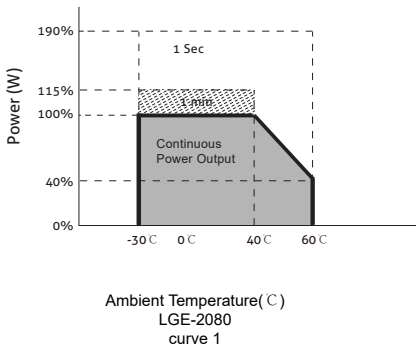 190%
1 Sec
115%
1 min
100%
Power (W)
Continuous
Power Output
40%
0%
-30℃ 0℃ 40℃ 60℃
Ambient Temperature(℃)
LGE-2080
curve 1